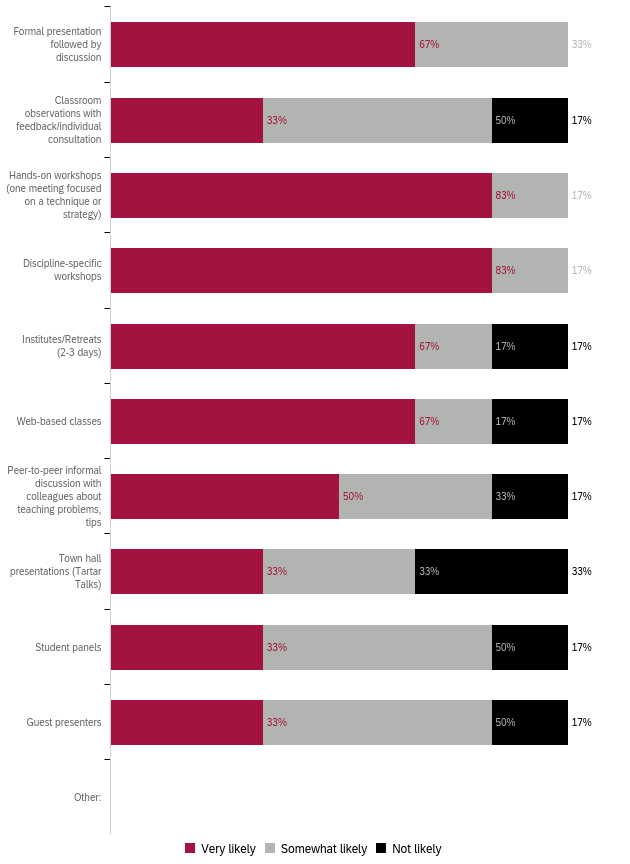 Formal presentation
followed by
discussion
67% 33%
Classroom
observations with
feedback/individual
consultation
33% 50% 17%
Hands-on workshops
(one meeting focused
on a technique or
strategy)
83% 17%
Discipline-specific
workshops
83% 17%
Institutes/Retreats
(2-3 days)
67% 17% 17%
Web-based classes
67% 17% 17%
Peer-to-peer informal
discussion with
colleagues about
teaching problems,
tips
50% 33% 17%
Town hall
presentations (Tartar
Talks)
33% 33% 33%
Student panels
33% 50% 17%
Guest presenters
33% 50% 17%
Other:
Very likely Somewhat likely Not likely